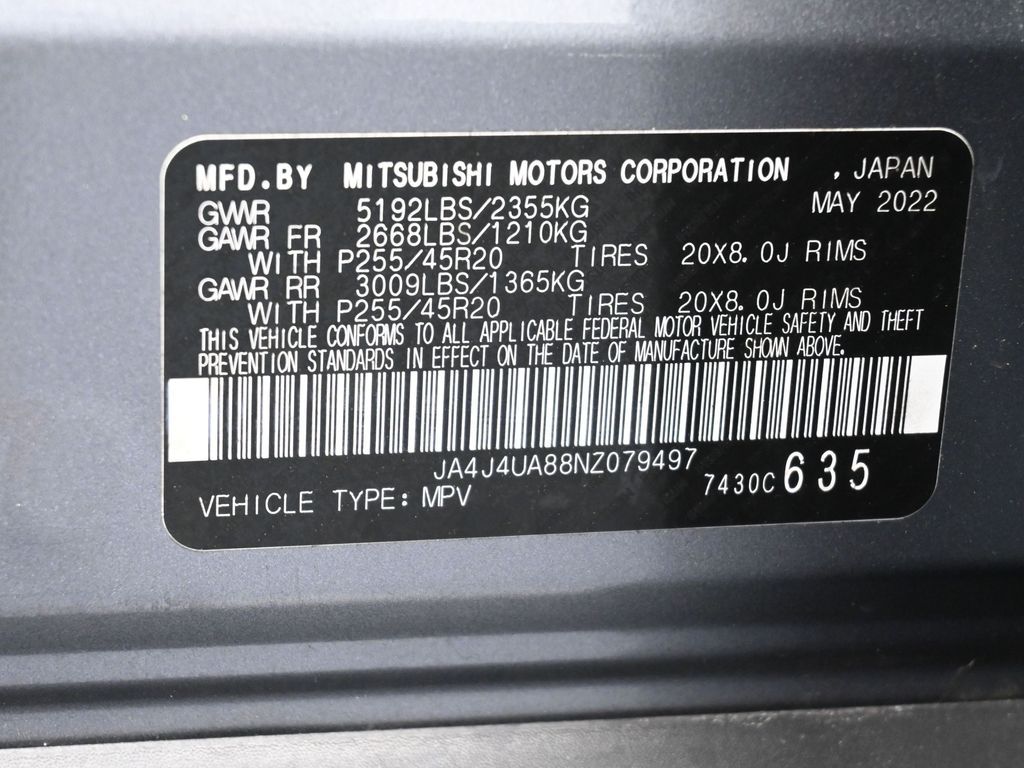 MFD.BY MITSUBISHI MOTORS CORPORATION , JAPAN
GVWR 5192LBS/2355KG MAY 2022
GAWR FR 2668LBS/1210KG
WITH P255/45R20 TIRES 20X8.0J RIMS
GAWR RR 3009LBS/1365KG
WITH P255/45R20 TIRES 20X8.0J RIMS
THIS VEHICLE CONFORMS TO ALL APPLICABLE FEDERAL MOTOR VEHICLE SAFETY AND THEFT
PREVENTION STANDARDS IN EFFECT ON THE DATE OF MANUFACTURE SHOWN ABOVE.
JA4J4UA88NZ079497
7430C 635
VEHICLE TYPE: MPV